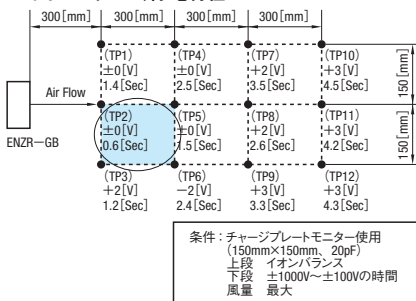 300[mm] 300[mm] 300[mm] 300[mm]
(TP1) (TP4) (TP7) (TP10)
±0[V] ±0[V] +2[V] +3[V]
1.4[Sec] 2.5[Sec] 3.5[Sec] 4.5[Sec]
150[mm]
Air Flow
(TP2) (TP5) (TP8) (TP11)
±0[V] ±0[V] +2[V] +3[V]
0.6[Sec] 1.5[Sec] 2.6[Sec] 4.2[Sec]
150[mm]
ENZR-GB
(TP3) (TP6) (TP9) (TP12)
+2[V] -2[V] +3[V] +3[V]
1.2[Sec] 2.4[Sec] 3.3[Sec] 4.3[Sec]
条件:チャージプレートモニター使用
(150mm×150mm、20pF)
上段 イオンバランス
下段 ±1000V~±100Vの時間
風量 最大